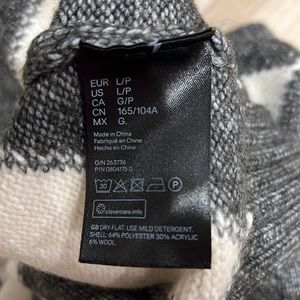 EUR L/P
US L/P
CA G/P
CN 165/104A
MX G.
Made in China
Fabriqué en Chine
Hecho en China
O/N 263736
P/N 0804175
30 P
clevercare.info
GB DRY-FLAT. USE MILD DETERGENT.
SHELL: 64% POLYESTER 30% ACRYLIC
6% WOOL.